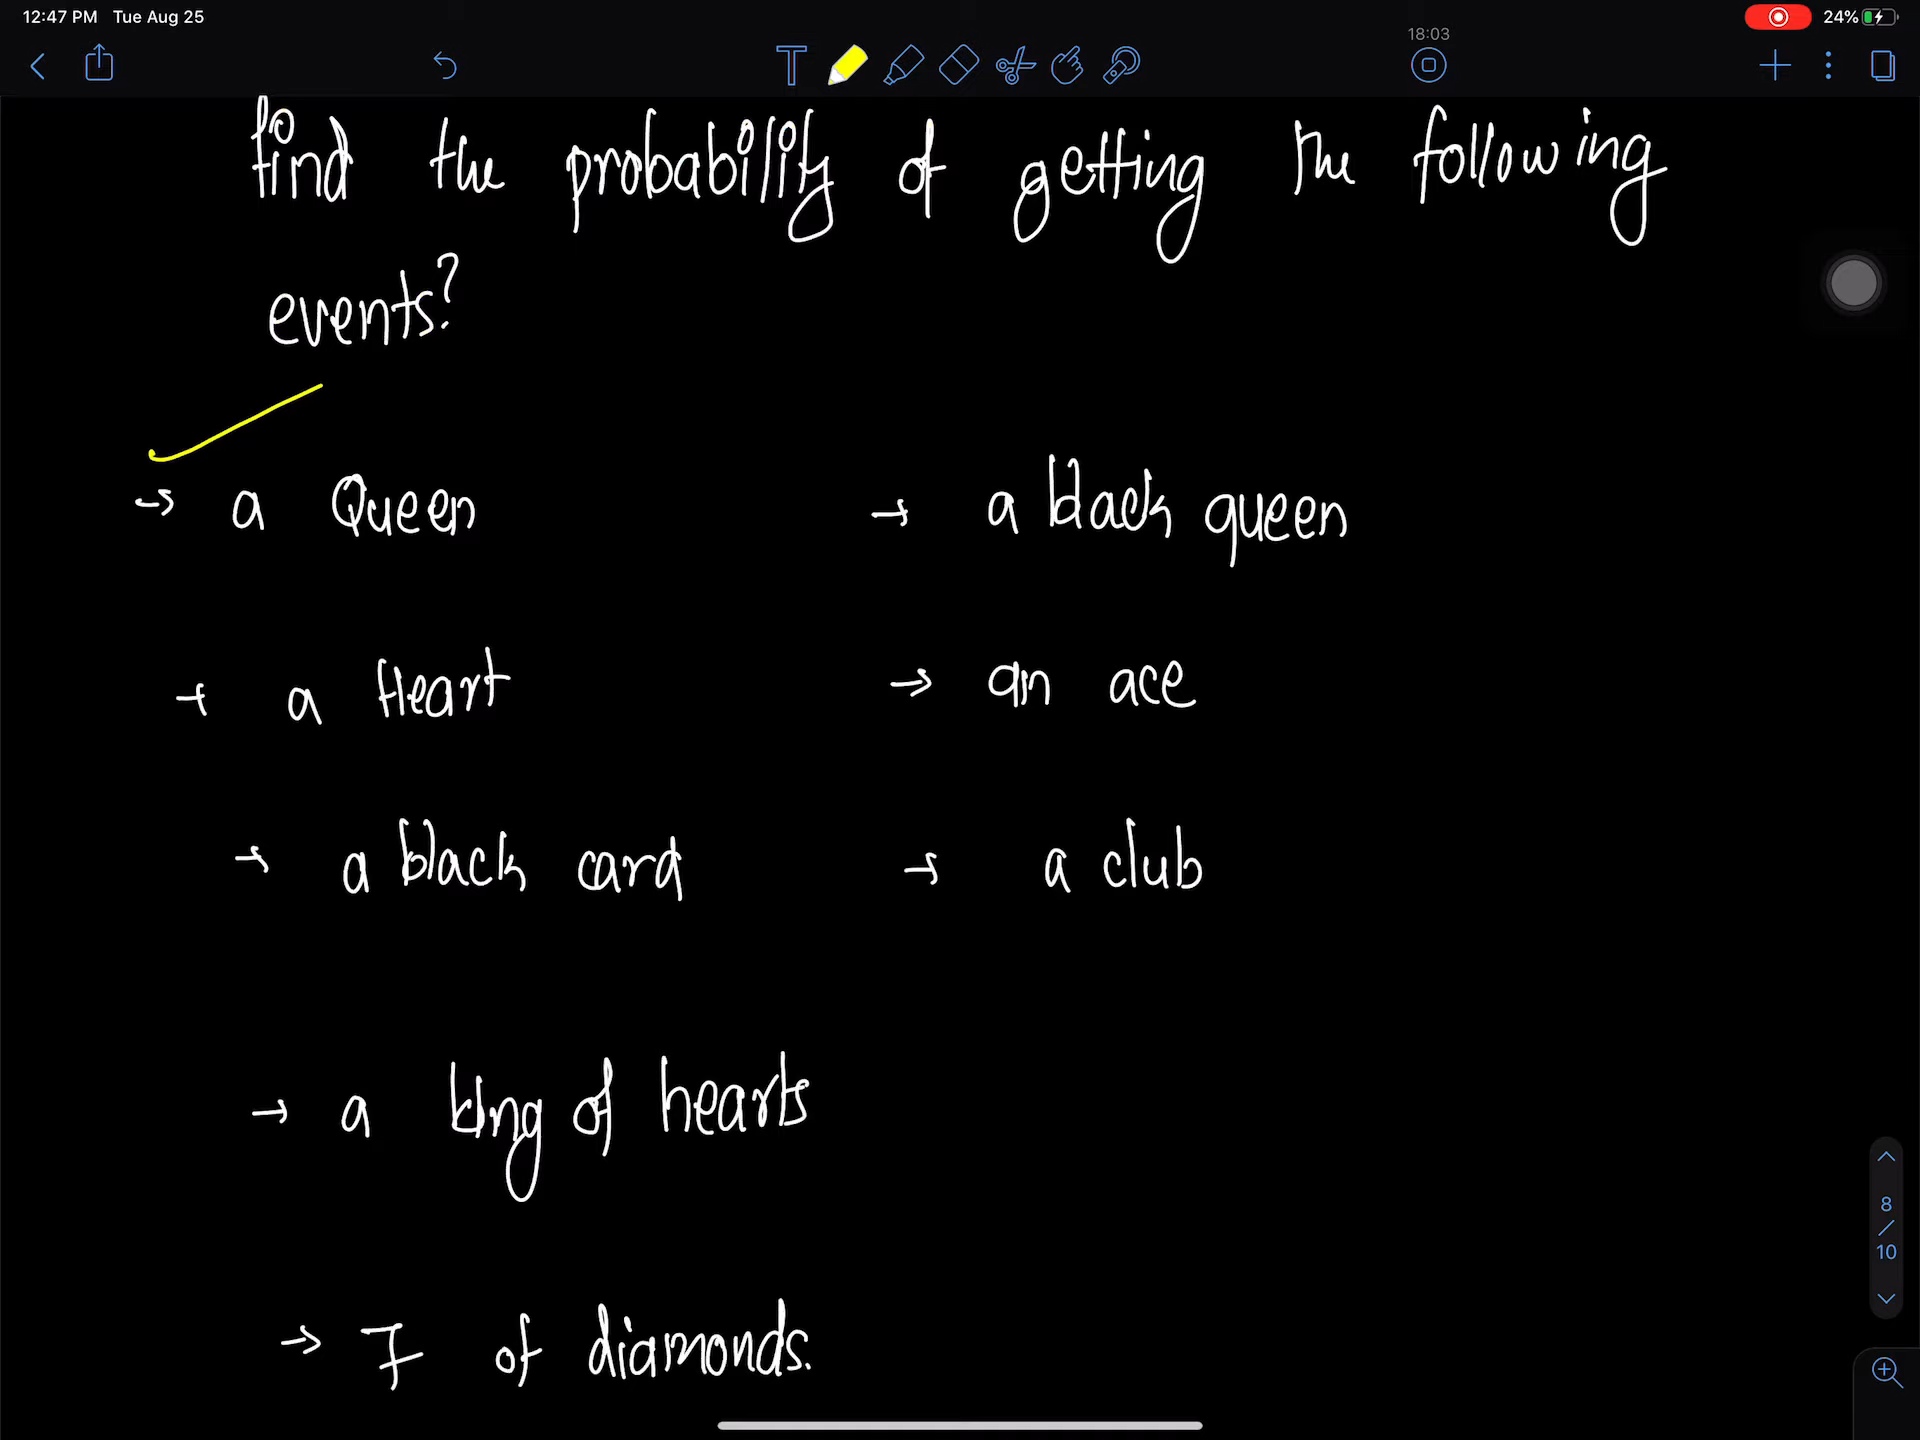 12:47 PM Tue Aug 25
24%
18:03
find the probability of getting the following
events?
→ a Queen
→ a black queen
→ a Heart
→ an ace
→ a black card
→ a club
→ a king of hearts
→ 7 of diamonds.
8
/
10